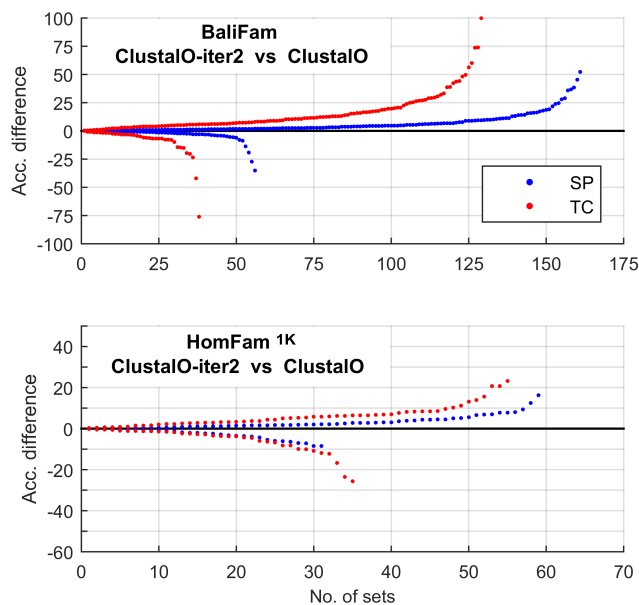 BaliFam
ClustalO-iter2 vs ClustalO
Acc. difference
100
75
50
25
0
-25
-50
-75
-100
SP
TC
0 25 50 75 100 125 150 175
HomFam 1K
ClustalO-iter2 vs ClustalO
Acc. difference
40
20
0
-20
-40
-60
0 10 20 30 40 50 60 70
No. of sets